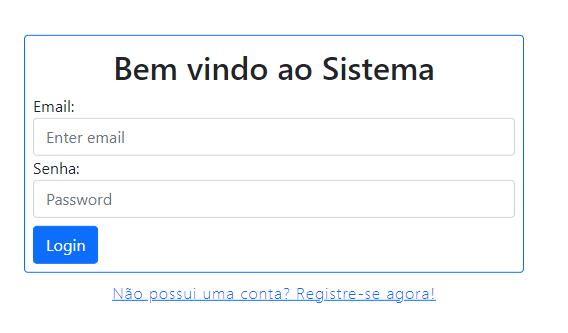 Bem vindo ao Sistema
Email:
Enter email
Senha:
Password
Login
Não possui uma conta? Registre-se agora!